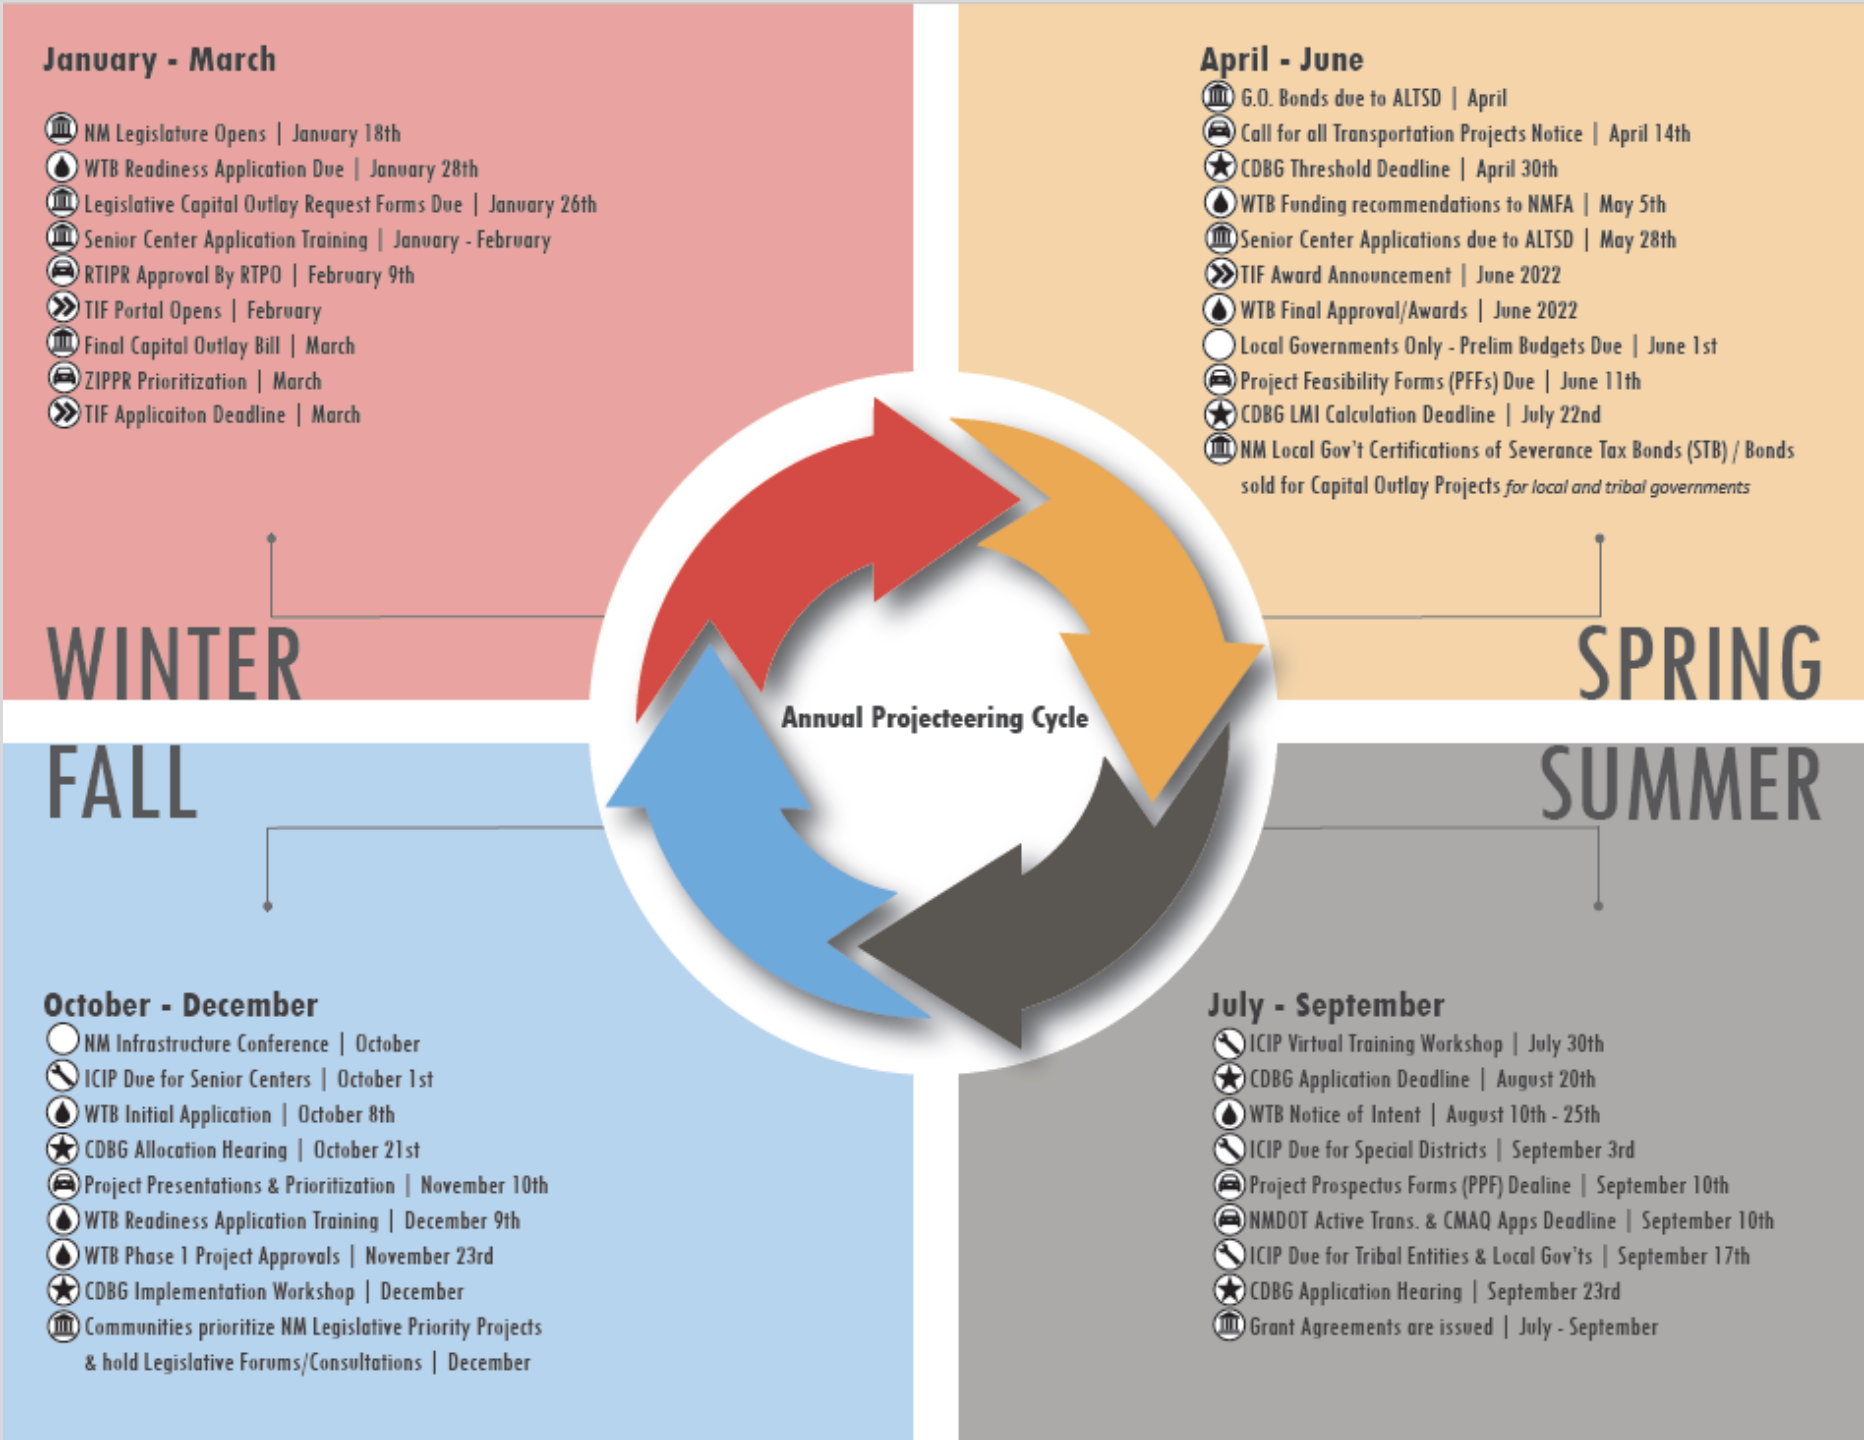 January - March
NM Legislature Opens | January 18th
WTB Readiness Application Due | January 28th
Legislative Capital Outlay Request Forms Due | January 26th
Senior Center Application Training | January - February
RTIPR Approval By RTPO | February 9th
TIF Portal Opens | February
Final Capital Outlay Bill | March
ZIPPR Prioritization | March
TIF Applicaiton Deadline | March
WINTER
April - June
G.O. Bonds due to ALTSD | April
Call for all Transportation Projects Notice | April 14th
CDBG Threshold Deadline | April 30th
WTB Funding recommendations to NMFA | May 5th
Senior Center Applications due to ALTSD | May 28th
TIF Award Announcement | June 2022
WTB Final Approval/Awards | June 2022
Local Governments Only - Prelim Budgets Due | June 1st
Project Feasibility Forms (PFFs) Due | June 11th
CDBG LMI Calculation Deadline | July 22nd
NM Local Gov't Certifications of Severance Tax Bonds (STB) / Bonds
sold for Capital Outlay Projects for local and tribal governments
SPRING
Annual Projecteering Cycle
FALL
October - December
NM Infrastructure Conference | October
ICIP Due for Senior Centers | October 1st
WTB Initial Application | October 8th
CDBG Allocation Hearing | October 21st
Project Presentations & Prioritization | November 10th
WTB Readiness Application Training | December 9th
WTB Phase 1 Project Approvals | November 23rd
CDBG Implementation Workshop | December
Communities prioritize NM Legislative Priority Projects
& hold Legislative Forums/Consultations | December
SUMMER
July - September
ICIP Virtual Training Workshop | July 30th
CDBG Application Deadline | August 20th
WTB Notice of Intent | August 10th - 25th
ICIP Due for Special Districts | September 3rd
Project Prospectus Forms (PPF) Dealine | September 10th
NMDOT Active Trans. & CMAQ Apps Deadline | September 10th
ICIP Due for Tribal Entities & Local Gov'ts | September 17th
CDBG Application Hearing | September 23rd
Grant Agreements are issued | July - September